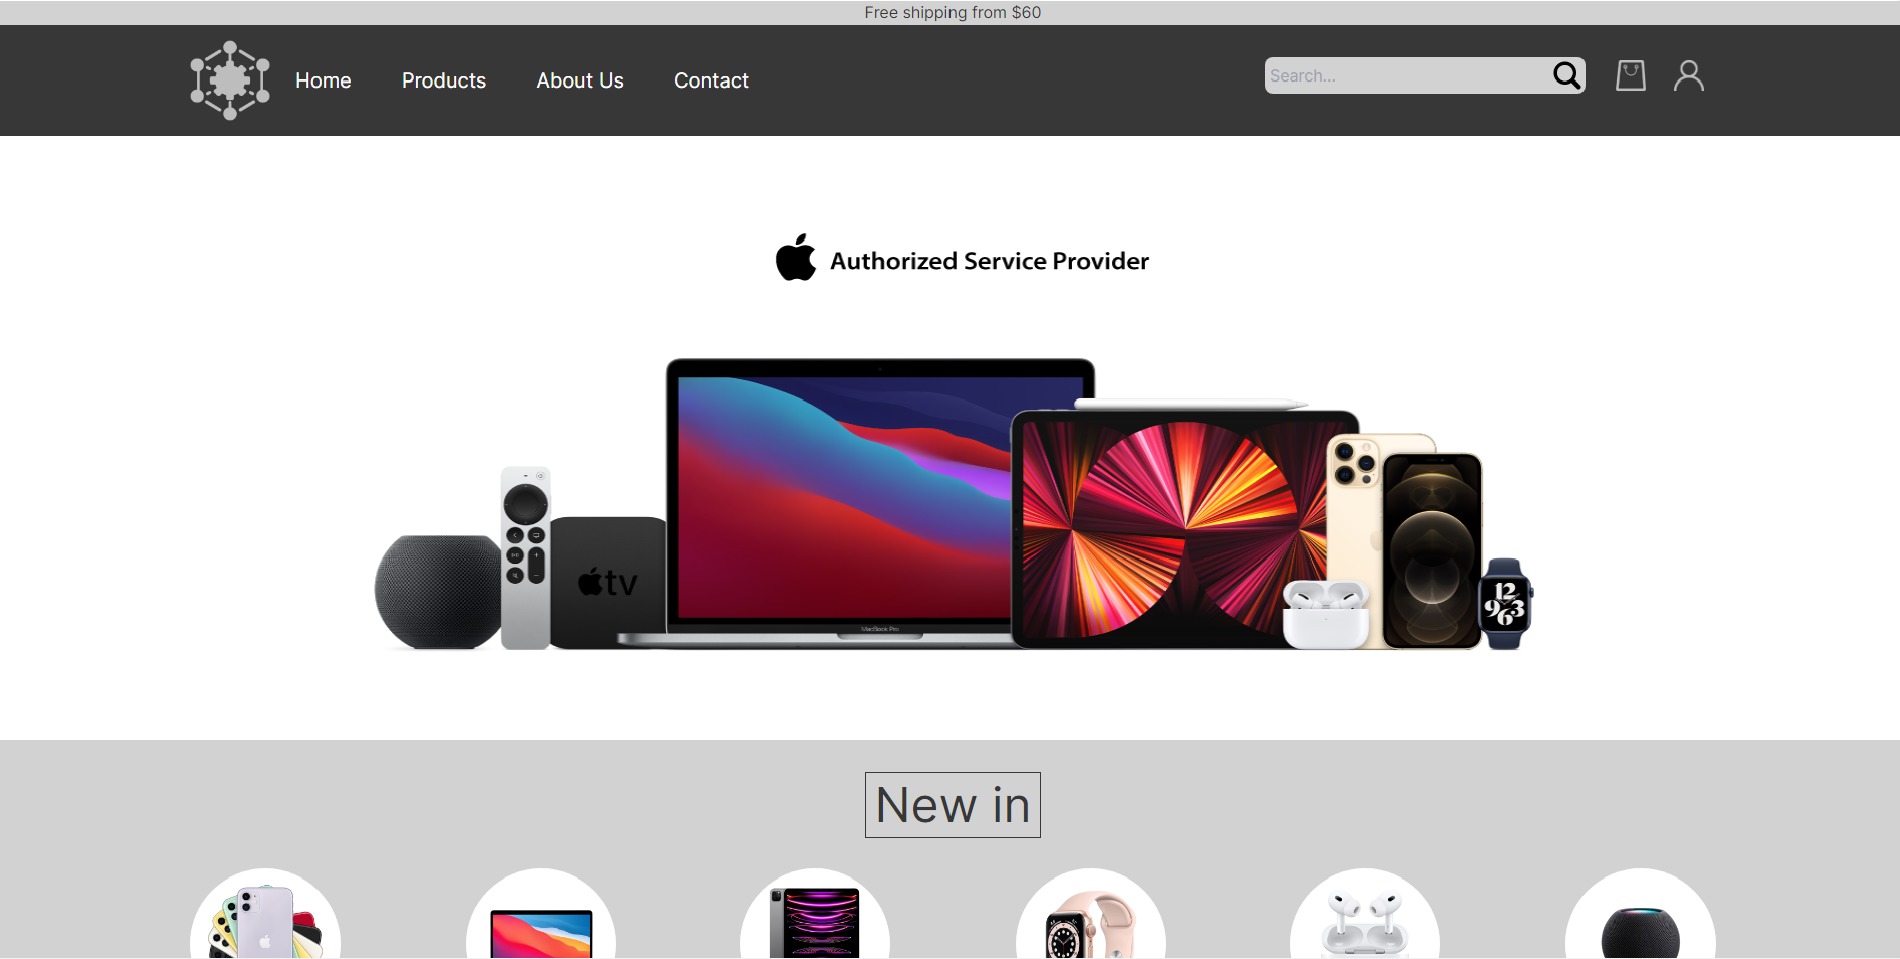 Free shipping from $60
Home Products About Us Contact
Search...
Authorized Service Provider
tv
MacBook Pro
12
9 3
6
New in